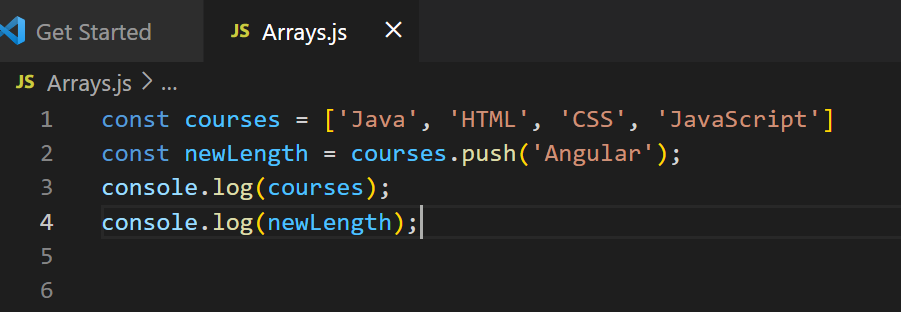 Get Started
JS Arrays.js ×
JS Arrays.js > ...
1 const courses = ['Java', 'HTML', 'CSS', 'JavaScript']
2 const newLength = courses.push('Angular');
3 console.log(courses);
4 console.log(newLength);
5
6